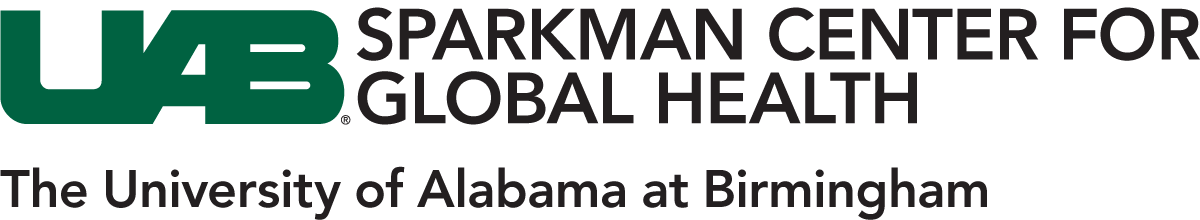 UAB® SPARKMAN CENTER FOR
GLOBAL HEALTH
The University of Alabama at Birmingham